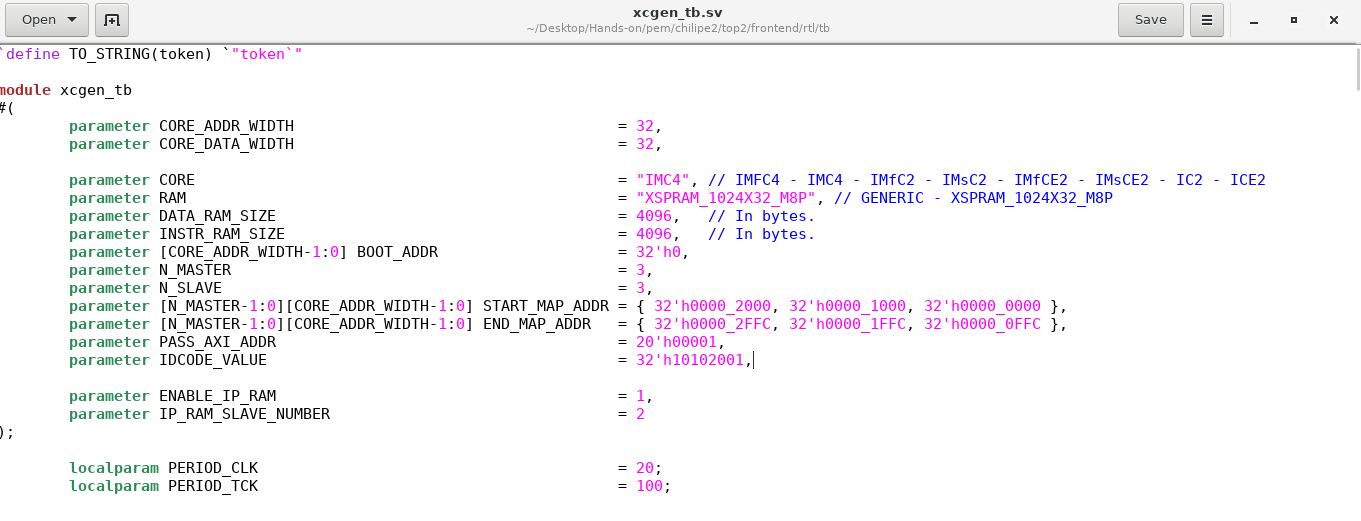 Open
xcgen_tb.sv
~/Desktop/Hands-on/pem/chilipe2/top2/frontend/rtl/tb
Save
`define TO_STRING(token) `"token`"
module xcgen_tb
#(
parameter CORE_ADDR_WIDTH = 32,
parameter CORE_DATA_WIDTH = 32,
parameter CORE = "IMC4", // IMFC4 - IMC4 - IMfC2 - IMsC2 - IMfCE2 - IMsCE2 - IC2 - ICE2
parameter RAM = "XSPRAM_1024X32_M8P", // GENERIC - XSPRAM_1024X32_M8P
parameter DATA_RAM_SIZE = 4096, // In bytes.
parameter INSTR_RAM_SIZE = 4096, // In bytes.
parameter [CORE_ADDR_WIDTH-1:0] BOOT_ADDR = 32'h0,
parameter N_MASTER = 3,
parameter N_SLAVE = 3,
parameter [N_MASTER-1:0][CORE_ADDR_WIDTH-1:0] START_MAP_ADDR = { 32'h0000_2000, 32'h0000_1000, 32'h0000_0000 },
parameter [N_MASTER-1:0][CORE_ADDR_WIDTH-1:0] END_MAP_ADDR = { 32'h0000_2FFC, 32'h0000_1FFC, 32'h0000_0FFC },
parameter PASS_AXI_ADDR = 20'h00001,
parameter IDCODE_VALUE = 32'h10102001,
parameter ENABLE_IP_RAM = 1,
parameter IP_RAM_SLAVE_NUMBER = 2
);
localparam PERIOD_CLK = 20;
localparam PERIOD_TCK = 100;